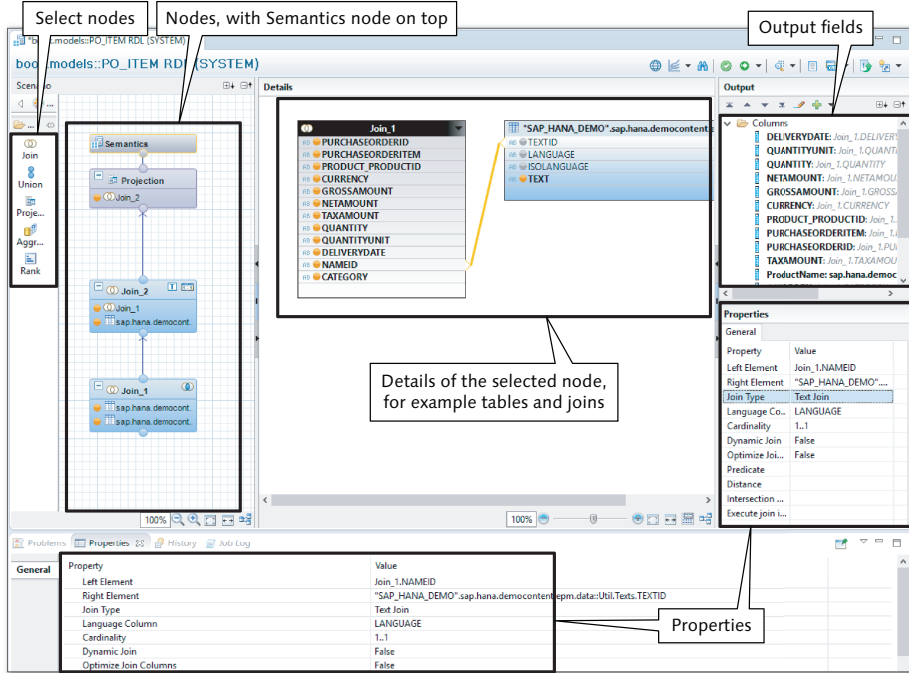 Select nodes
Nodes, with Semantics node on top
Output fields
models::PO_ITEM RDL (SYSTEM)
models::PO_ITEM RDL (SYSTEM)
Scenario
Details
Output
Join
Union
Proje...
Aggr...
Rank
Semantics
Projection
Join_2
Join_2
Join_1
sap.hana.democont.
Join_1
sap.hana.democont.
sap.hana.democont.
100%
Join_1
PURCHASEORDERID
PURCHASEORDERITEM
PRODUCT_PRODUCTID
CURRENCY
GROSSAMOUNT
NETAMOUNT
TAXAMOUNT
QUANTITY
QUANTITYUNIT
DELIVERYDATE
NAMEID
CATEGORY
"SAP_HANA_DEMO".sap.hana.democontent.
TEXTID
LANGUAGE
ISOLANGUAGE
TEXT
Details of the selected node,
for example tables and joins
100%
Columns
DELIVERYDATE: Join_1.DELIVERY
QUANTITYUNIT: Join_1.QUANTI
QUANTITY: Join_1.QUANTITY
NETAMOUNT: Join_1.NETAMOU
GROSSAMOUNT: Join_1.GROSS
CURRENCY: Join_1.CURRENCY
PRODUCT_PRODUCTID: Join_1.
PURCHASEORDERITEM: Join_1.
PURCHASEORDERID: Join_1.PU
TAXAMOUNT: Join_1.TAXAMOU
ProductName: sap.hana.democ
Properties
General
Property Value
Left Element Join_1.NAMEID
Right Element "SAP_HANA_DEMO"....
Join Type Text Join
Language Co... LANGUAGE
Cardinality 1..1
Dynamic Join False
Optimize Joi... False
Predicate
Distance
Intersection ...
Execute join i...
Problems Properties History Job Log
General
Property Value
Left Element Join_1.NAMEID
Right Element "SAP_HANA_DEMO".sap.hana.democontent.epm.data::Util.Texts.TEXTID
Join Type Text Join
Language Column LANGUAGE
Cardinality 1..1
Dynamic Join False
Optimize Join Columns False
Properties